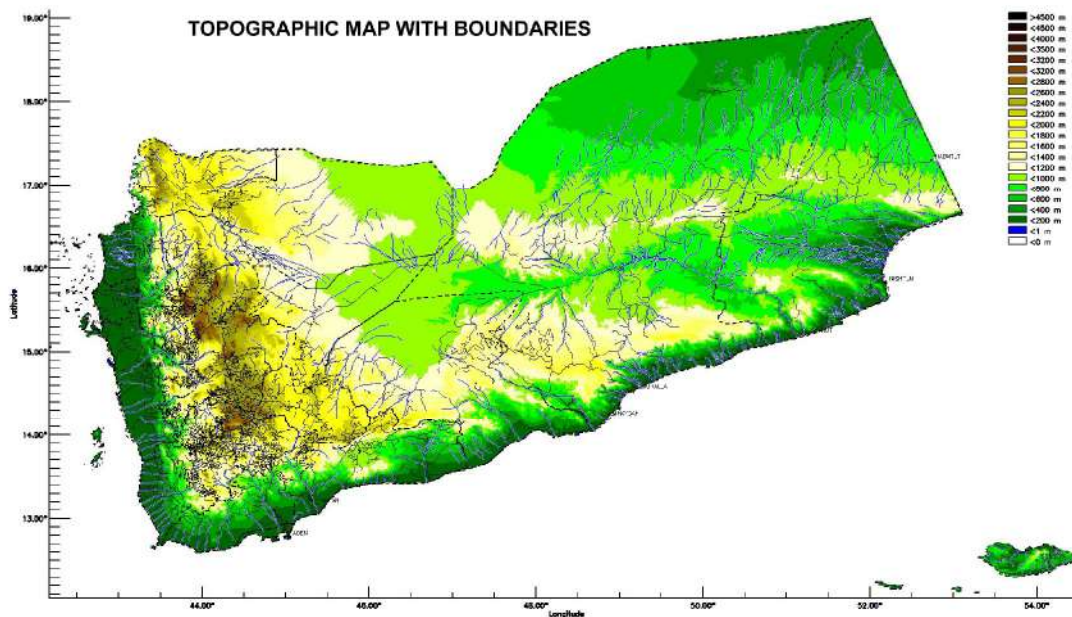 TOPOGRAPHIC MAP WITH BOUNDARIES
19.00°
18.00°
17.00°
16.00°
15.00°
14.00°
13.00°
Latitude
44.00°
46.00°
48.00°
50.00°
52.00°
54.00°
Longitude
>4500 m
<4500 m
<4000 m
<3500 m
<3200 m
<3200 m
<2800 m
<2600 m
<2400 m
<2200 m
<2000 m
<1800 m
<1600 m
<1400 m
<1200 m
<1000 m
<800 m
<600 m
<400 m
<200 m
<1 m
<0 m
ADEN